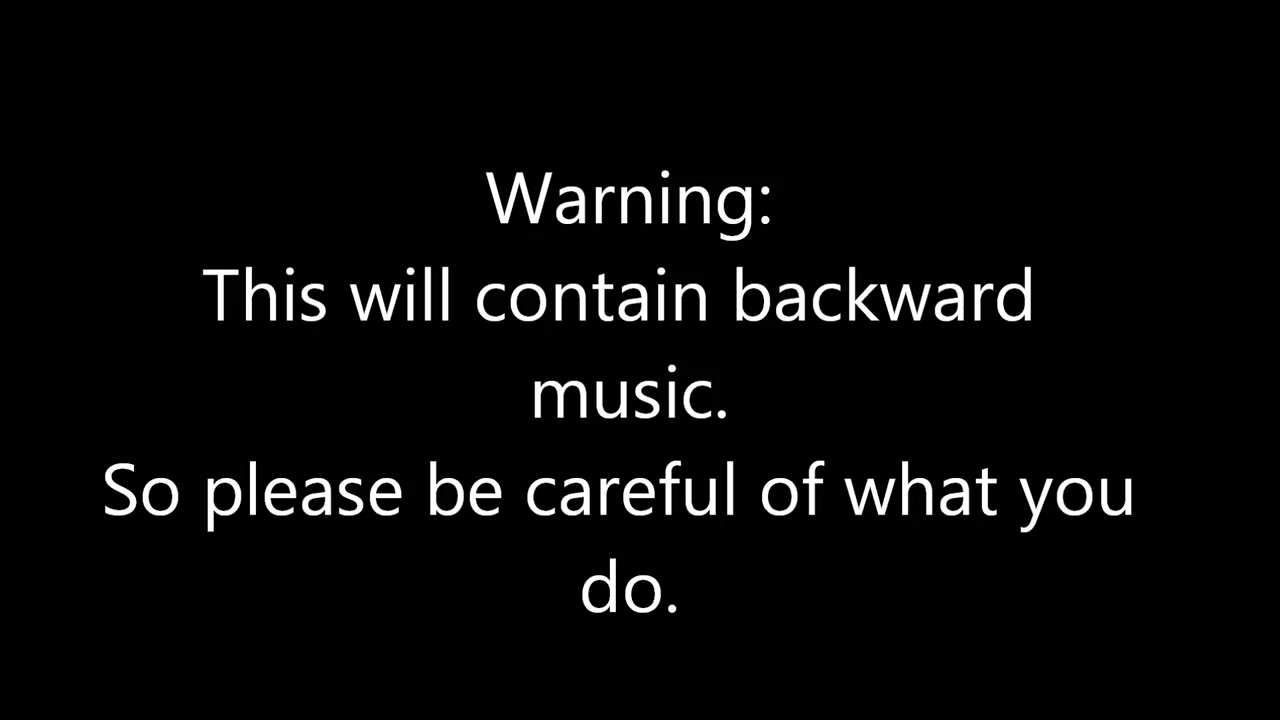 Warning:
This will contain backward
music.
So please be careful of what you
do.